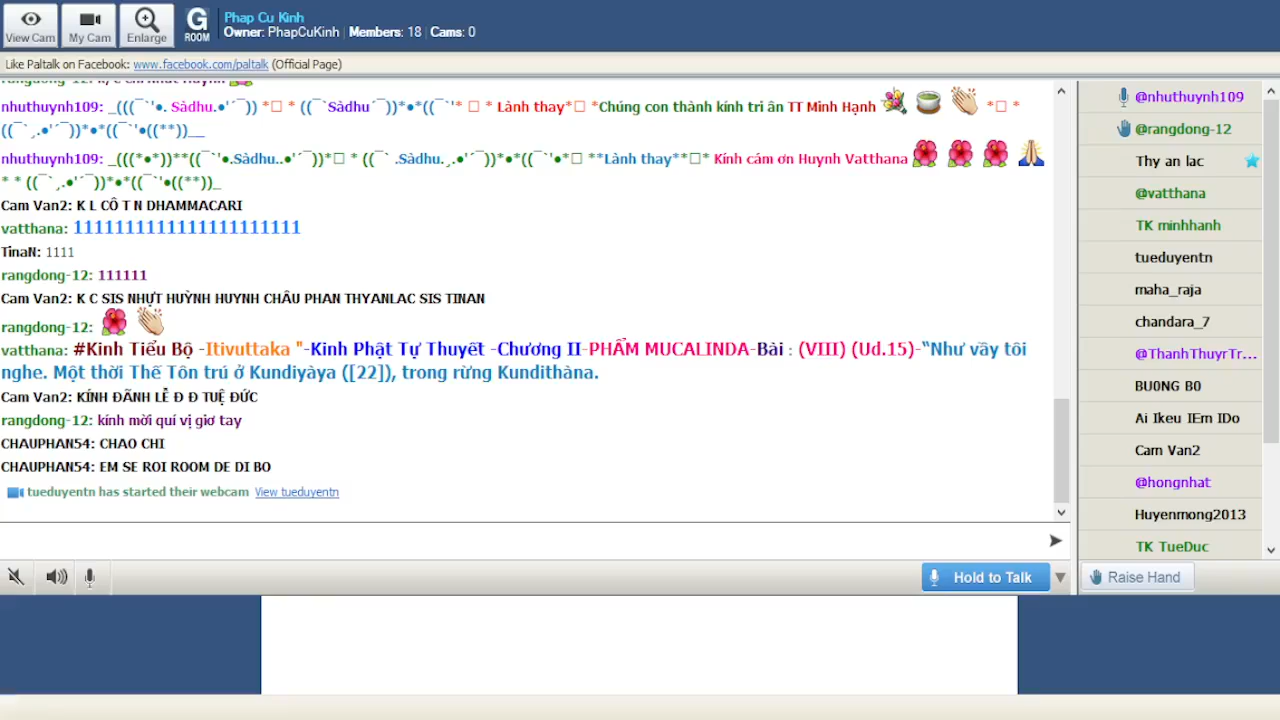 View Cam
My Cam
Enlarge
G
ROOM
Phap Cu Kinh
Owner: PhapCuKinh | Members: 18 | Cams: 0
Like Paltalk on Facebook: www.facebook.com/paltalk (Official Page)
nhuthuynh109: _(((¯`'•. Sàdhu.•'´¯)) *□ * ((¯`Sàdhu´¯))*•*((¯`'* □ * Lành thay*□ *Chúng con thành kính tri ân TT Minh Hạnh 💐 🍵 👏 *□ *
((¯`¸.•'´¯))*•*((¯`'•((**))__
nhuthuynh109: _(((*•*))**((¯`'•.Sàdhu..•'´¯))*□ * ((¯` .Sàdhu.¸.•'´¯))*•*((¯`'•*□ **Lành thay**□* Kính cám ơn Huynh Vatthana 🌺 🌺 🌺 🙏
* * ((¯`¸.•'´¯))*•*((¯`'•((**))_
Cam Van2: K L CÔ T N DHAMMACARI
vatthana: 1111111111111111111111
TinaN: 1111
rangdong-12: 111111
Cam Van2: K C SIS NHỰT HUỲNH HUYNH CHÂU PHAN THYANLAC SIS TINAN
rangdong-12: 🌺 👏
vatthana: #Kinh Tiểu Bộ -Itivuttaka "-Kinh Phật Tự Thuyết -Chương II-PHẨM MUCALINDA-Bài : (VIII) (Ud.15)-“Như vầy tôi
nghe. Một thời Thế Tôn trú ở Kundiyàya ([22]), trong rừng Kundithàna.
Cam Van2: KÍNH ĐÃNH LỄ Đ Đ TUỆ ĐỨC
rangdong-12: kính mời quí vị giơ tay
CHAUPHAN54: CHAO CHI
CHAUPHAN54: EM SE ROI ROOM DE DI BO
tueduyentn has started their webcam View tueduyentn
Hold to Talk
@nhuthuynh109
@rangdong-12
Thy an lac
@vatthana
TK minhhanh
tueduyentn
maha_raja
chandara_7
@ThanhThuyrTr...
BU0NG B0
Ai Ikeu IEm IDo
Cam Van2
@hongnhat
Huyenmong2013
TK TueDuc
Raise Hand